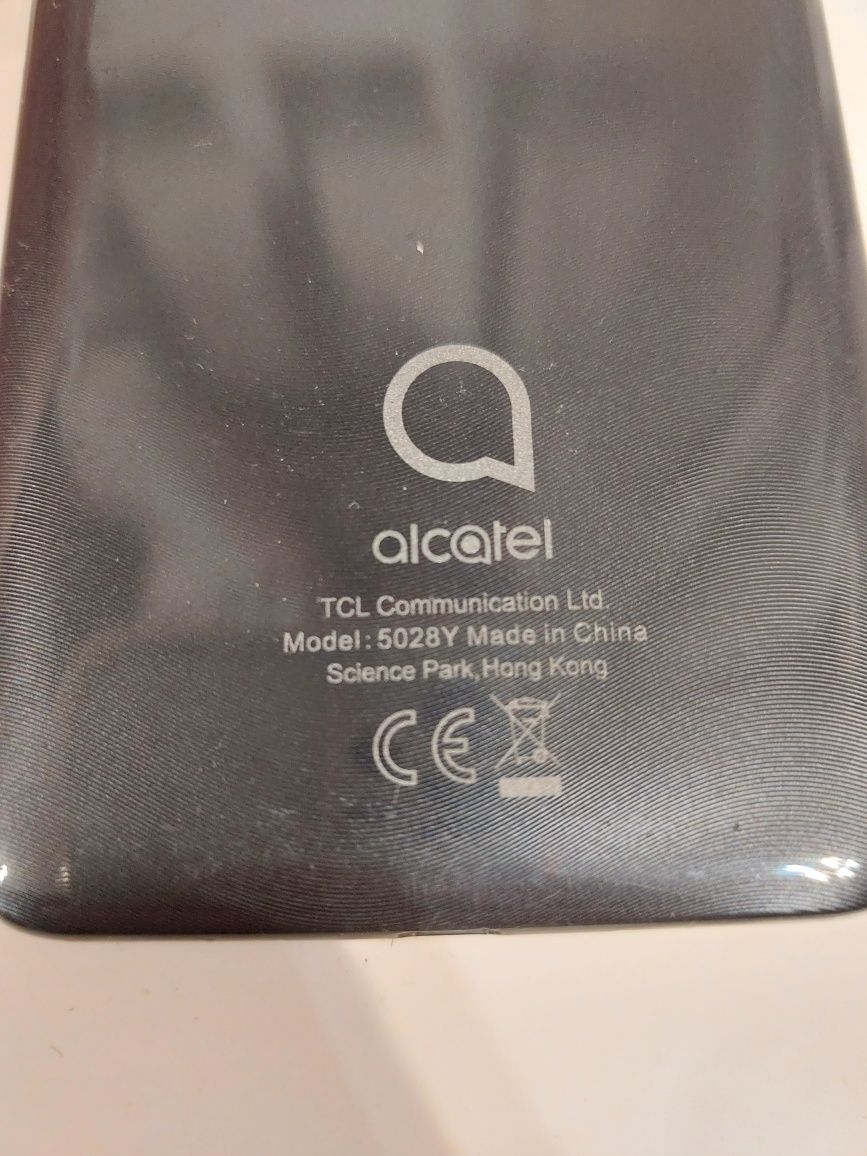 alcatel
TCL Communication Ltd.
Model: 5028Y Made in China
Science Park, Hong Kong
CE